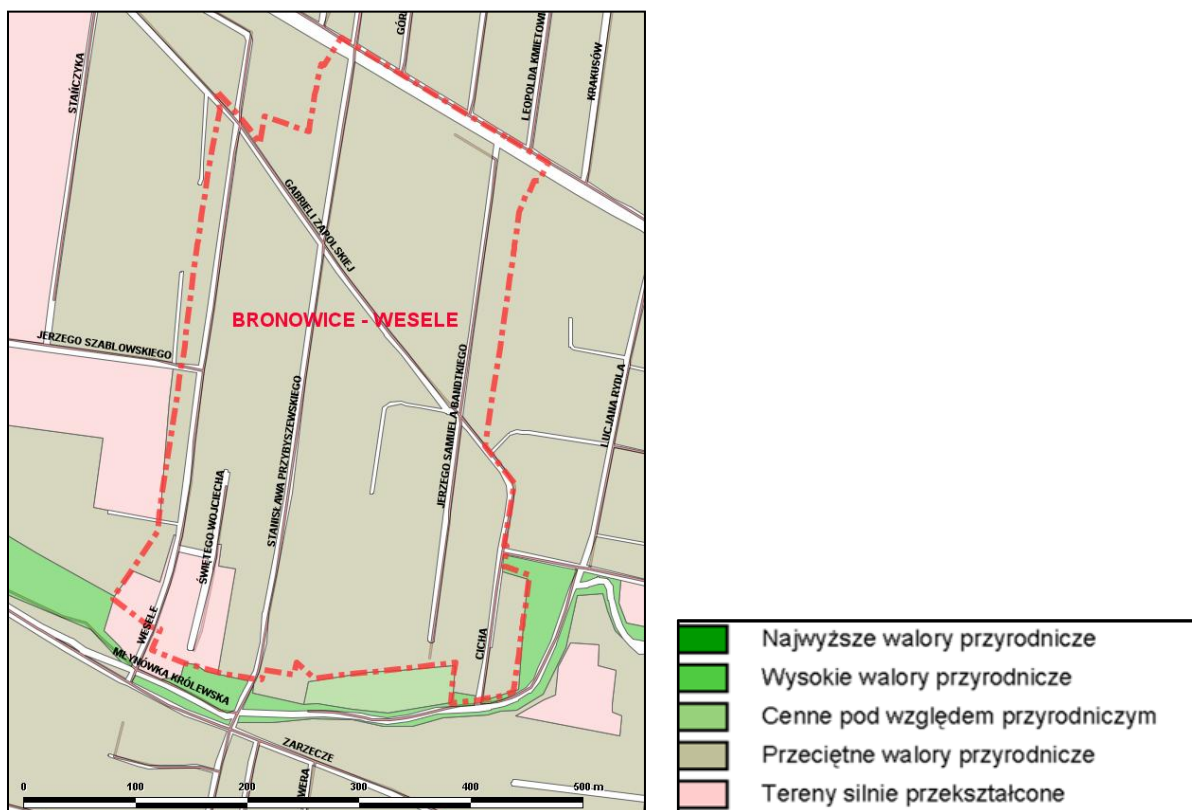 STAŃCZYKA
GÓR
LEOPOLDA KMIETOWI
KRAKUSÓW
GABRIELI ZAPOLSKIEJ
BRONOWICE - WESELE
JERZEGO SZABLOWSKIEGO
STANISŁAWA PRZYBYSZEWSKIEGO
JERZEGO SAMUELA BANDTKIEGO
LUCJANA RYDLA
ŚWIĘTEGO WOJCIECHA
WESELE
CICHA
MŁYNÓWKA KRÓLEWSKA
ZARZECZE
WERA
0 100 200 300 400 500 m
Najwyższe walory przyrodnicze
Wysokie walory przyrodnicze
Cenne pod względem przyrodniczym
Przeciętne walory przyrodnicze
Tereny silnie przekształcone